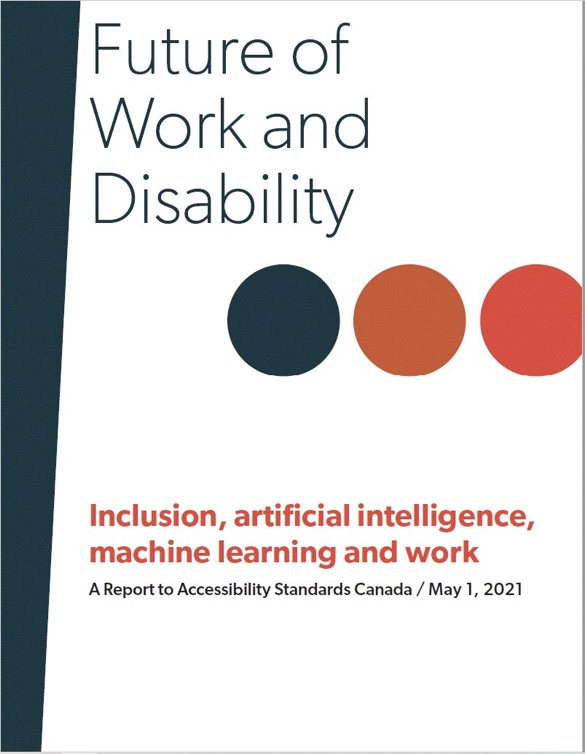 Future of
Work and
Disability
Inclusion, artificial intelligence,
machine learning and work
A Report to Accessibility Standards Canada / May 1, 2021